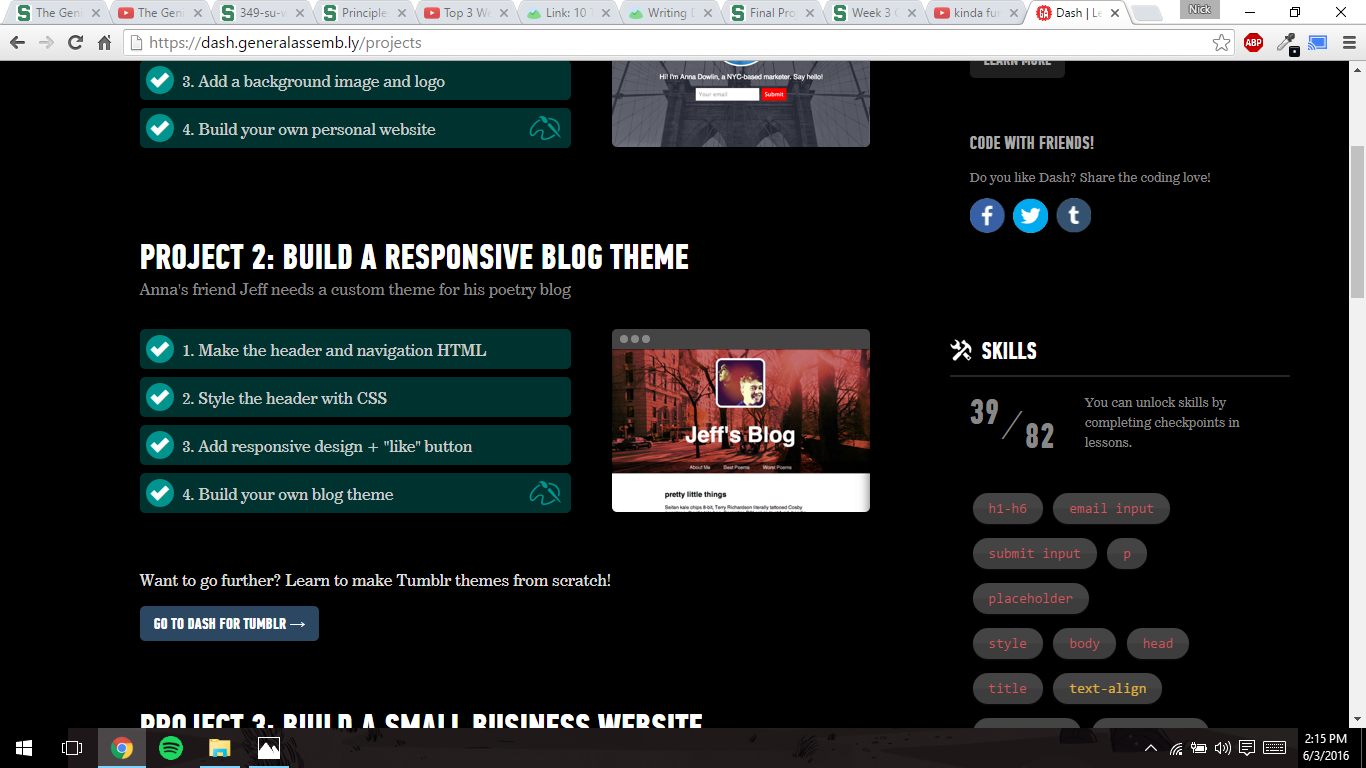 The Gen
The Gen
349-su-w
Principle
Top 3 We
Link: 10 T
Writing
Final Pro
Week 3
kinda fun
Dash | Le
Nick
https://dash.generalassemb.ly/projects
ABP
3. Add a background image and logo
4. Build your own personal website
Hi! I'm Anna Dowlin, a NYC-based marketer. Say hello!
Your email
Submit
LEARN MORE
CODE WITH FRIENDS!
Do you like Dash? Share the coding love!
PROJECT 2: BUILD A RESPONSIVE BLOG THEME
Anna's friend Jeff needs a custom theme for his poetry blog
1. Make the header and navigation HTML
2. Style the header with CSS
3. Add responsive design + "like" button
4. Build your own blog theme
Jeff's Blog
About Me Best Poems Worst Poems
pretty little things
Seitan kale chips 8-bit, Terry Richardson literally tattooed Cosby
SKILLS
39/82
You can unlock skills by
completing checkpoints in
lessons.
h1-h6 email input
submit input p
placeholder
style body head
title text-align
Want to go further? Learn to make Tumblr themes from scratch!
GO TO DASH FOR TUMBLR →
PROJECT 3: BUILD A SMALL BUSINESS WEBSITE
2:15 PM
6/3/2016